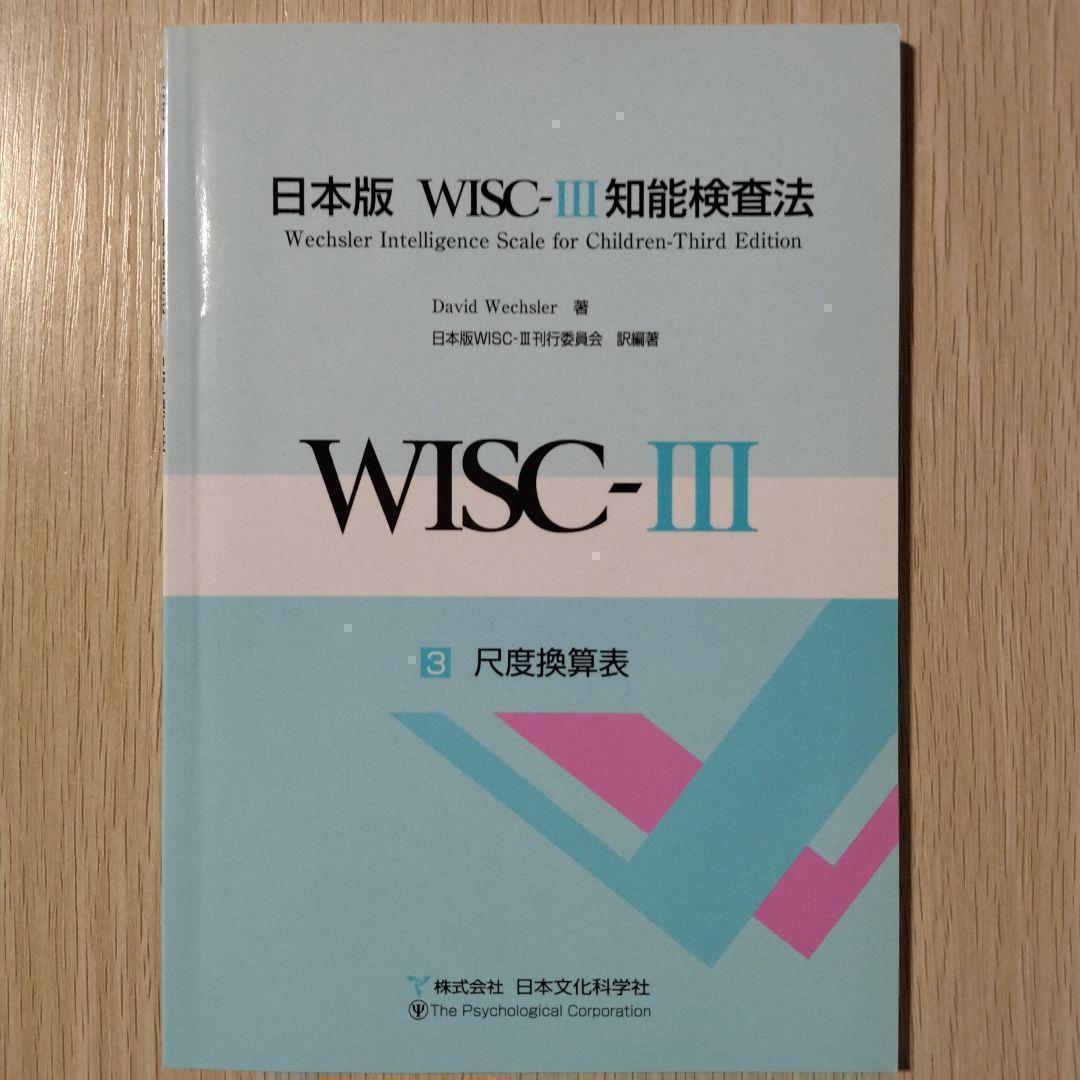 日本版 WISC-III 知能検査法
Wechsler Intelligence Scale for Children-Third Edition
David Wechsler 著
日本版WISC-Ⅲ刊行委員会 訳編著
WISC-III
3 尺度換算表
株式会社 日本文化科学社
The Psychological Corporation